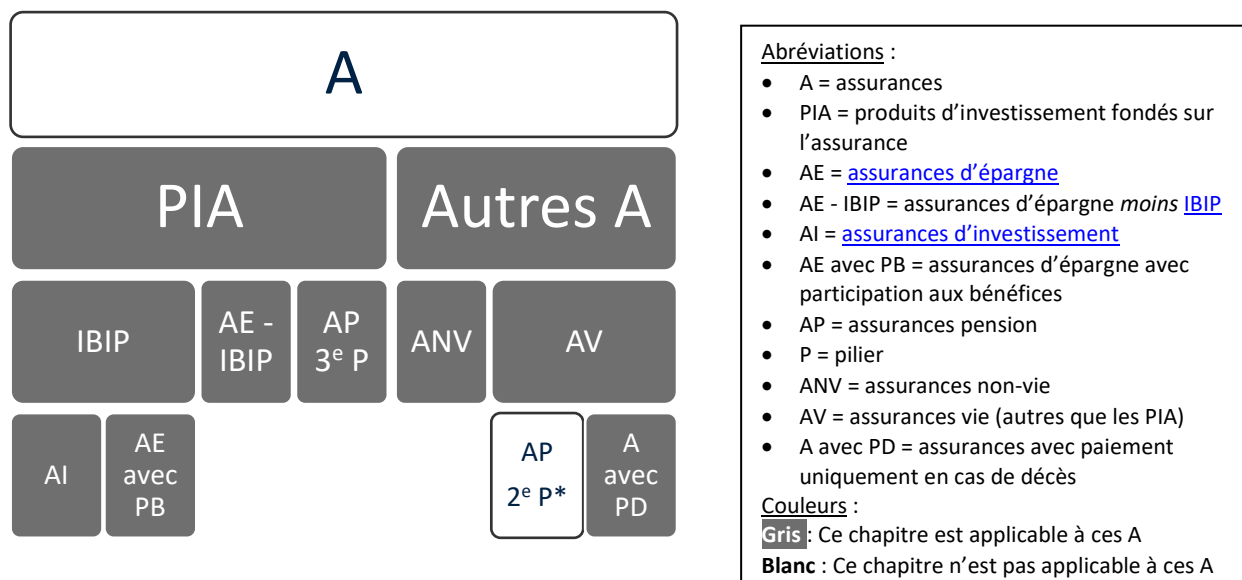 A
PIA
Autres A
IBIP
AE -
IBIP
AP
3e P
ANV
AV
AI
AE
avec
PB
AP
2e P*
A
avec
PD
Abréviations :
• A = assurances
• PIA = produits d’investissement fondés sur
l’assurance
• AE = assurances d’épargne
• AE - IBIP = assurances d’épargne moins IBIP
• AI = assurances d’investissement
• AE avec PB = assurances d’épargne avec
participation aux bénéfices
• AP = assurances pension
• P = pilier
• ANV = assurances non-vie
• AV = assurances vie (autres que les PIA)
• A avec PD = assurances avec paiement
uniquement en cas de décès
Couleurs :
Gris : Ce chapitre est applicable à ces A
Blanc : Ce chapitre n’est pas applicable à ces A